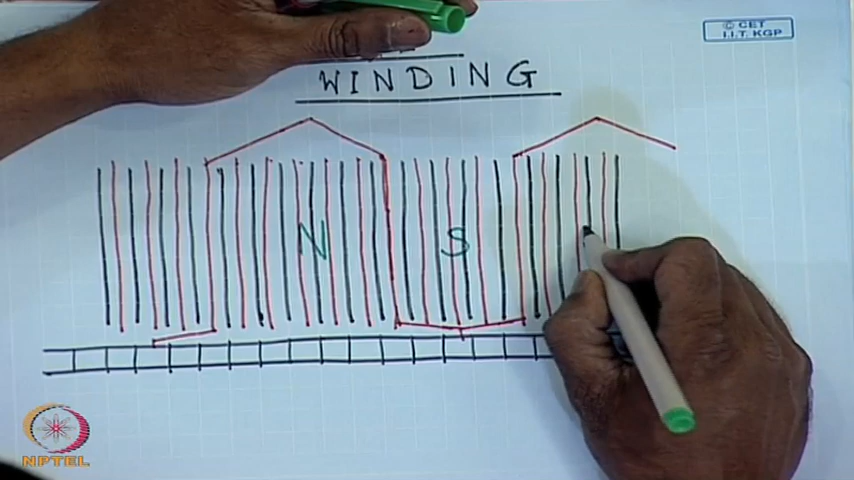 © CET
I.I.T. KGP
WINDING
N
S
NPTEL